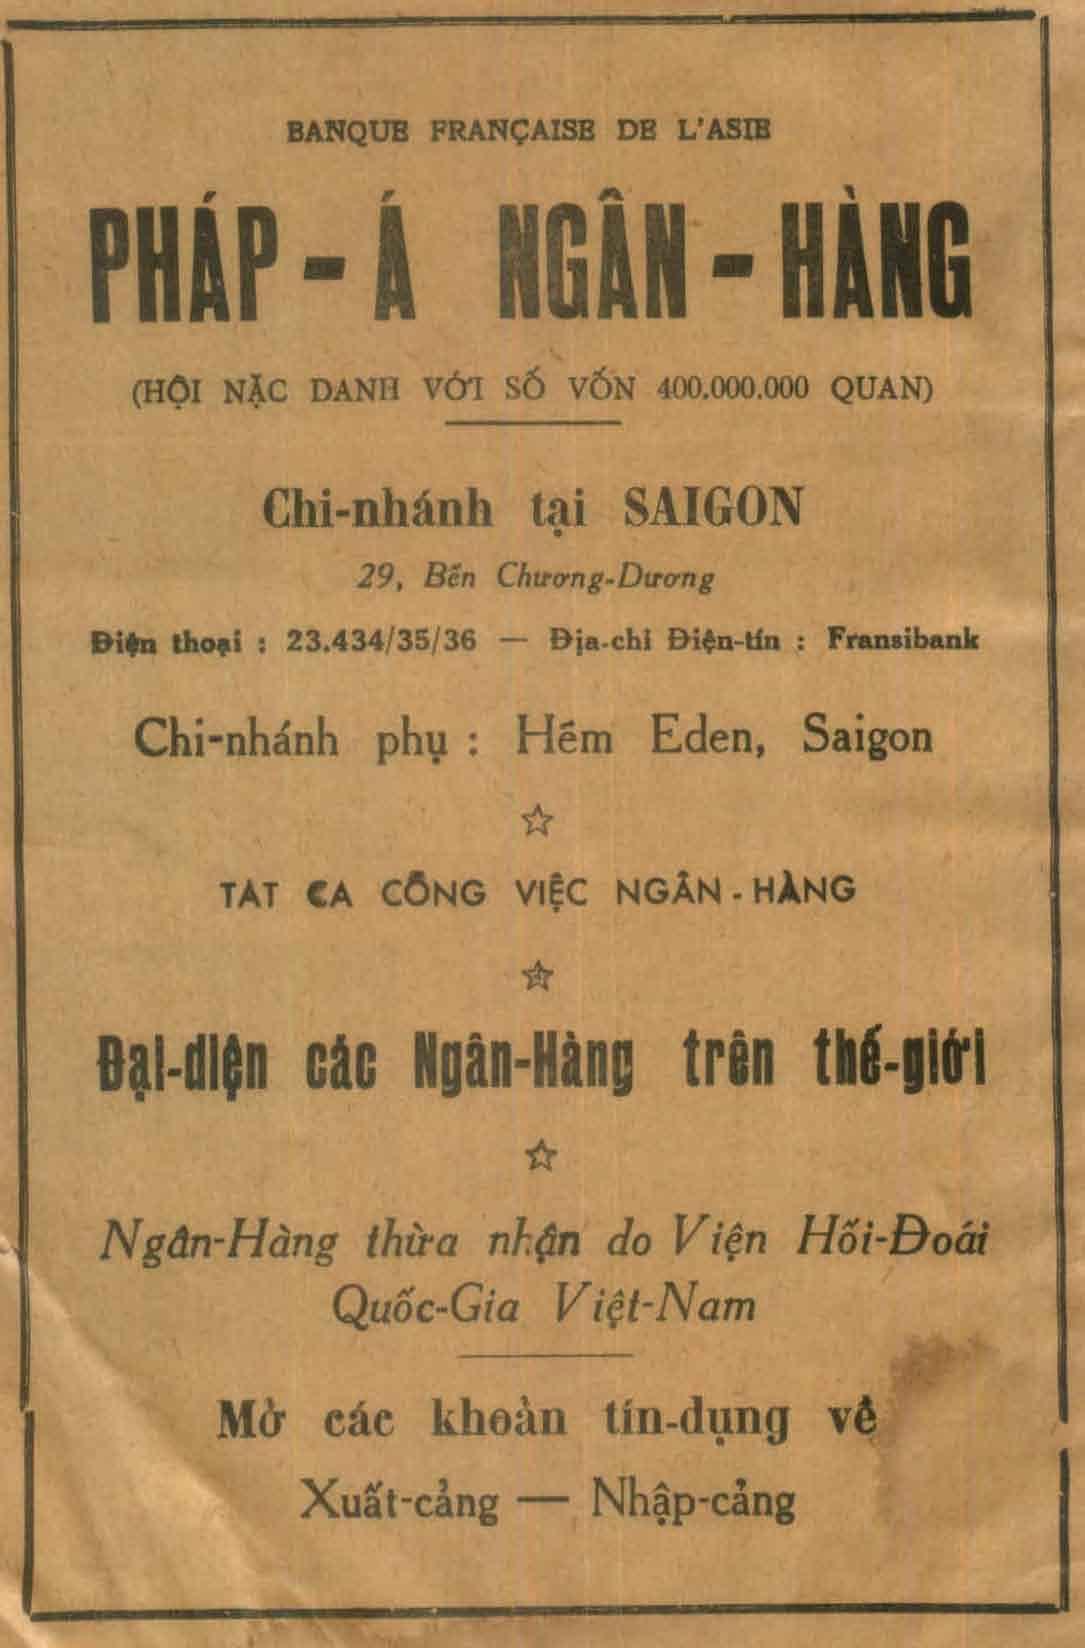 BANQUE FRANÇAISE DE L'ASIE
PHÁP - Á NGÂN - HÀNG
(HỘI NẶC DANH VỚI SỐ VỐN 400.000.000 QUAN)
Chi-nhánh tại SAIGON
29, Bến Chương-Dương
Điện thoại : 23.434/35/36 — Địa-chỉ Điện-tín : Fransibank
Chi-nhánh phụ : Hẻm Eden, Saigon
TAT CA CÔNG VIỆC NGÂN - HÀNG
Đại-diện các Ngân-Hàng trên thế-giới
Ngân-Hàng thừa nhận do Viện Hối-Đoái
Quốc-Gia Việt-Nam
Mở các khoản tín-dụng về
Xuất-cảng — Nhập-cảng